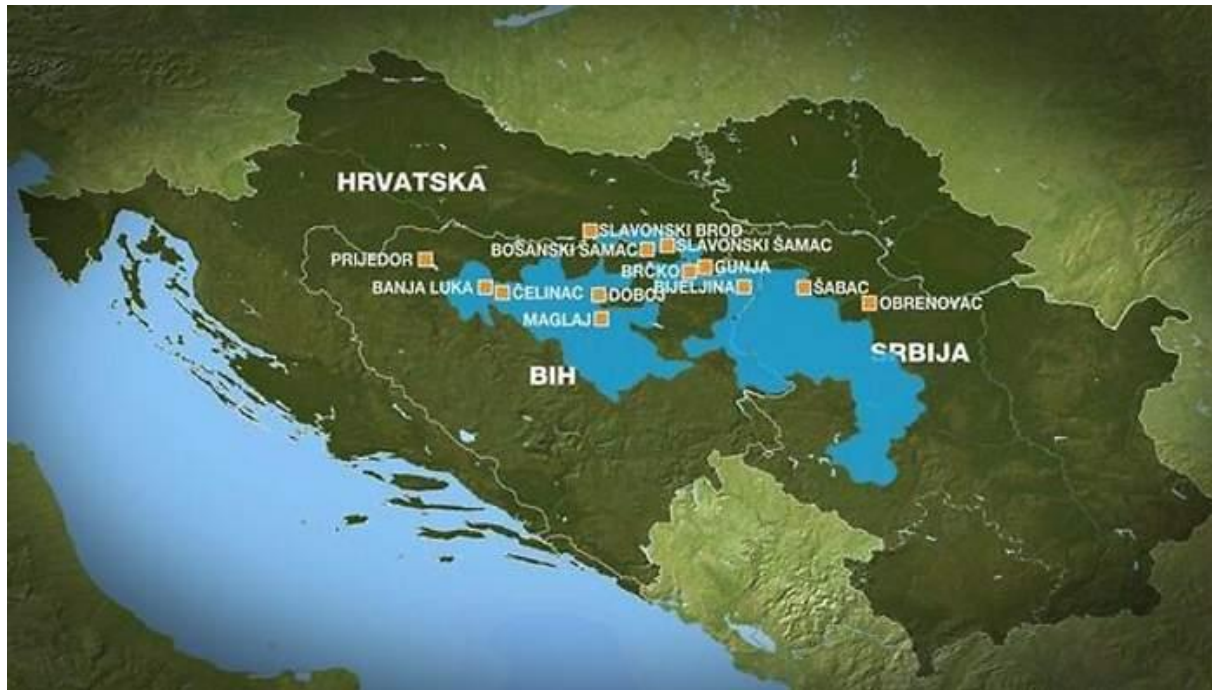 HRVATSKA
SLAVONSKI BROD
BOSANSKI ŠAMAC
SLAVONSKI ŠAMAC
PRIJEDOR
BRČKO
GUNJA
BANJA LUKA
ČELINAC
DOBOJ
BIJELJINA
ŠABAC
OBRENOVAC
MAGLAJ
SRBIJA
BIH